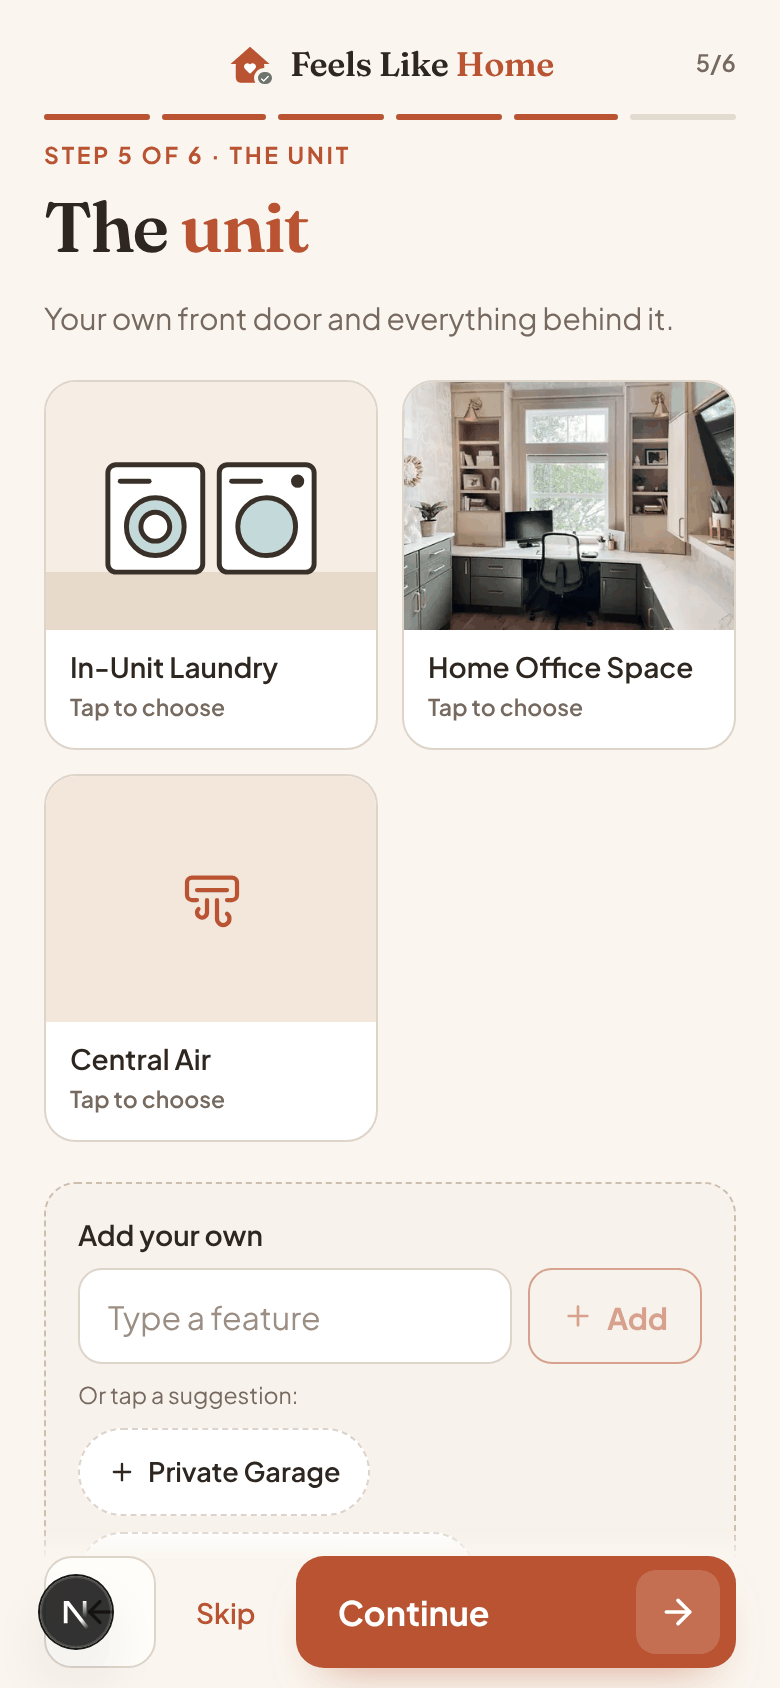 Feels Like Home
5/6
STEP 5 OF 6 · THE UNIT
The unit
Your own front door and everything behind it.
In-Unit Laundry
Tap to choose
Home Office Space
Tap to choose
Central Air
Tap to choose
Add your own
Type a feature
+ Add
Or tap a suggestion:
+ Private Garage
N
Skip
Continue